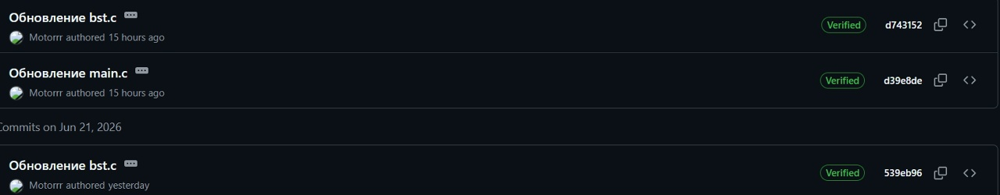 Обновление bst.c
Motorrr authored 15 hours ago
Verified d743152
Обновление main.c
Motorrr authored 15 hours ago
Verified d39e8de
Commits on Jun 21, 2026
Обновление bst.c
Motorrr authored yesterday
Verified 539eb96